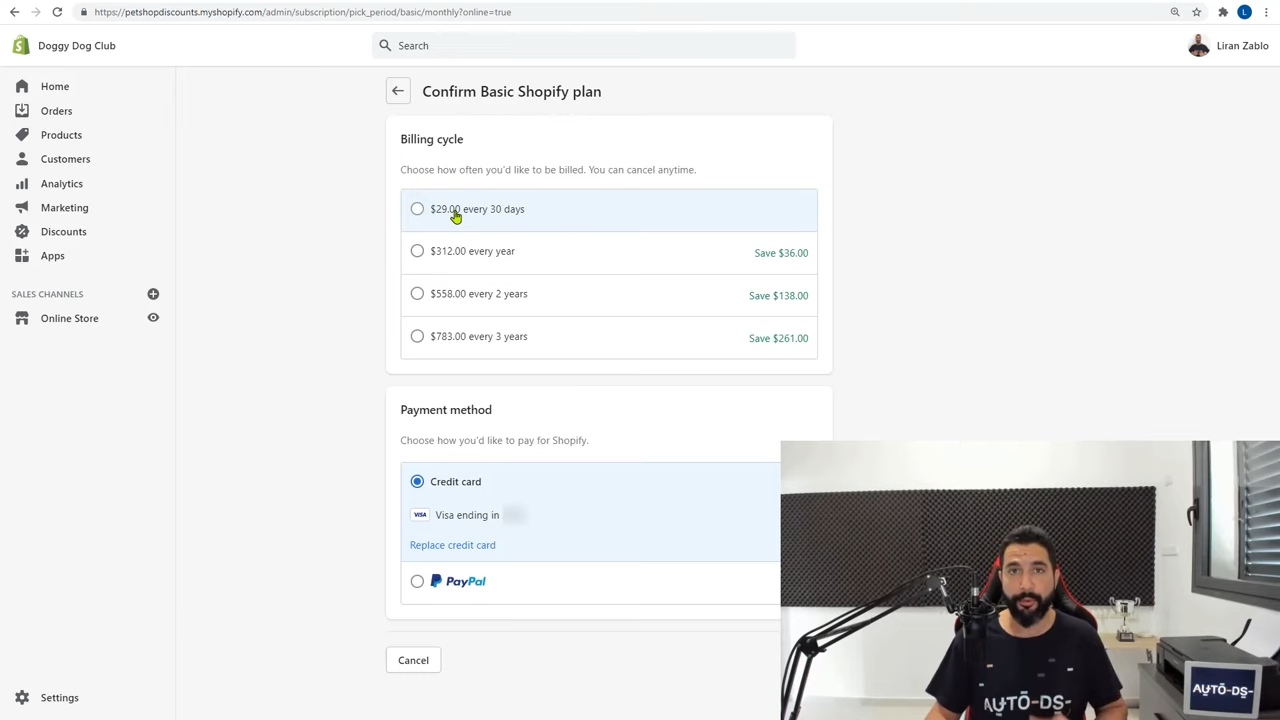 https://petshopdiscounts.myshopify.com/admin/subscription/pick_period/basic/monthly?online=true
L
Doggy Dog Club
Search
Liran Zablo
Home
Orders
Products
Customers
Analytics
Marketing
Discounts
Apps
SALES CHANNELS
Online Store
Settings
Confirm Basic Shopify plan
Billing cycle
Choose how often you'd like to be billed. You can cancel anytime.
$29.00 every 30 days
$312.00 every year Save $36.00
$558.00 every 2 years Save $138.00
$783.00 every 3 years Save $261.00
Payment method
Choose how you'd like to pay for Shopify.
Credit card
VISA Visa ending in
Replace credit card
PayPal
Cancel
AUTO-DS-
AUTO-DS-